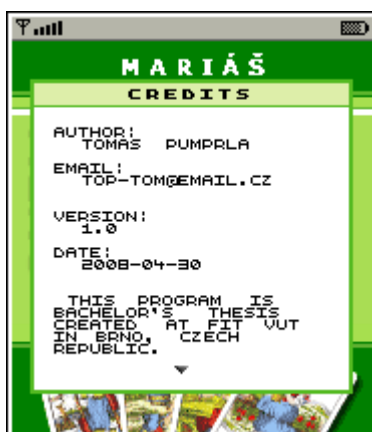 MARIÁŠ
CREDITS
AUTHOR:
TOMAS PUMPRLA
EMAIL:
TOP-TOM@EMAIL.CZ
VERSION:
1.0
DATE:
2008-04-30
THIS PROGRAM IS
BACHELOR'S THESIS
CREATED AT FIT VUT
IN BRNO, CZECH
REPUBLIC.